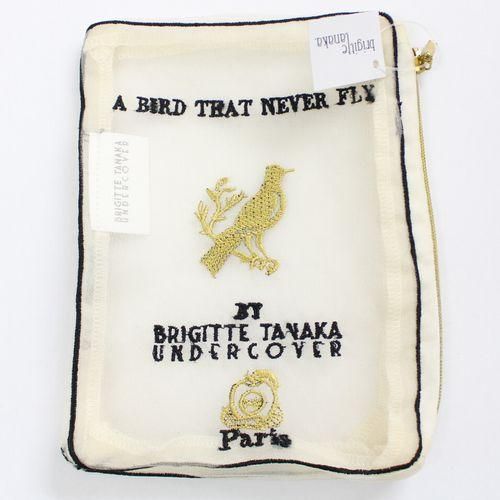 brigitte
tanaka.
A BIRD THAT NEVER FLY
BRIGITTE TANAKA
UNDERCOVER
BY
BRIGITTE TANAKA
UNDERCOVER
Paris